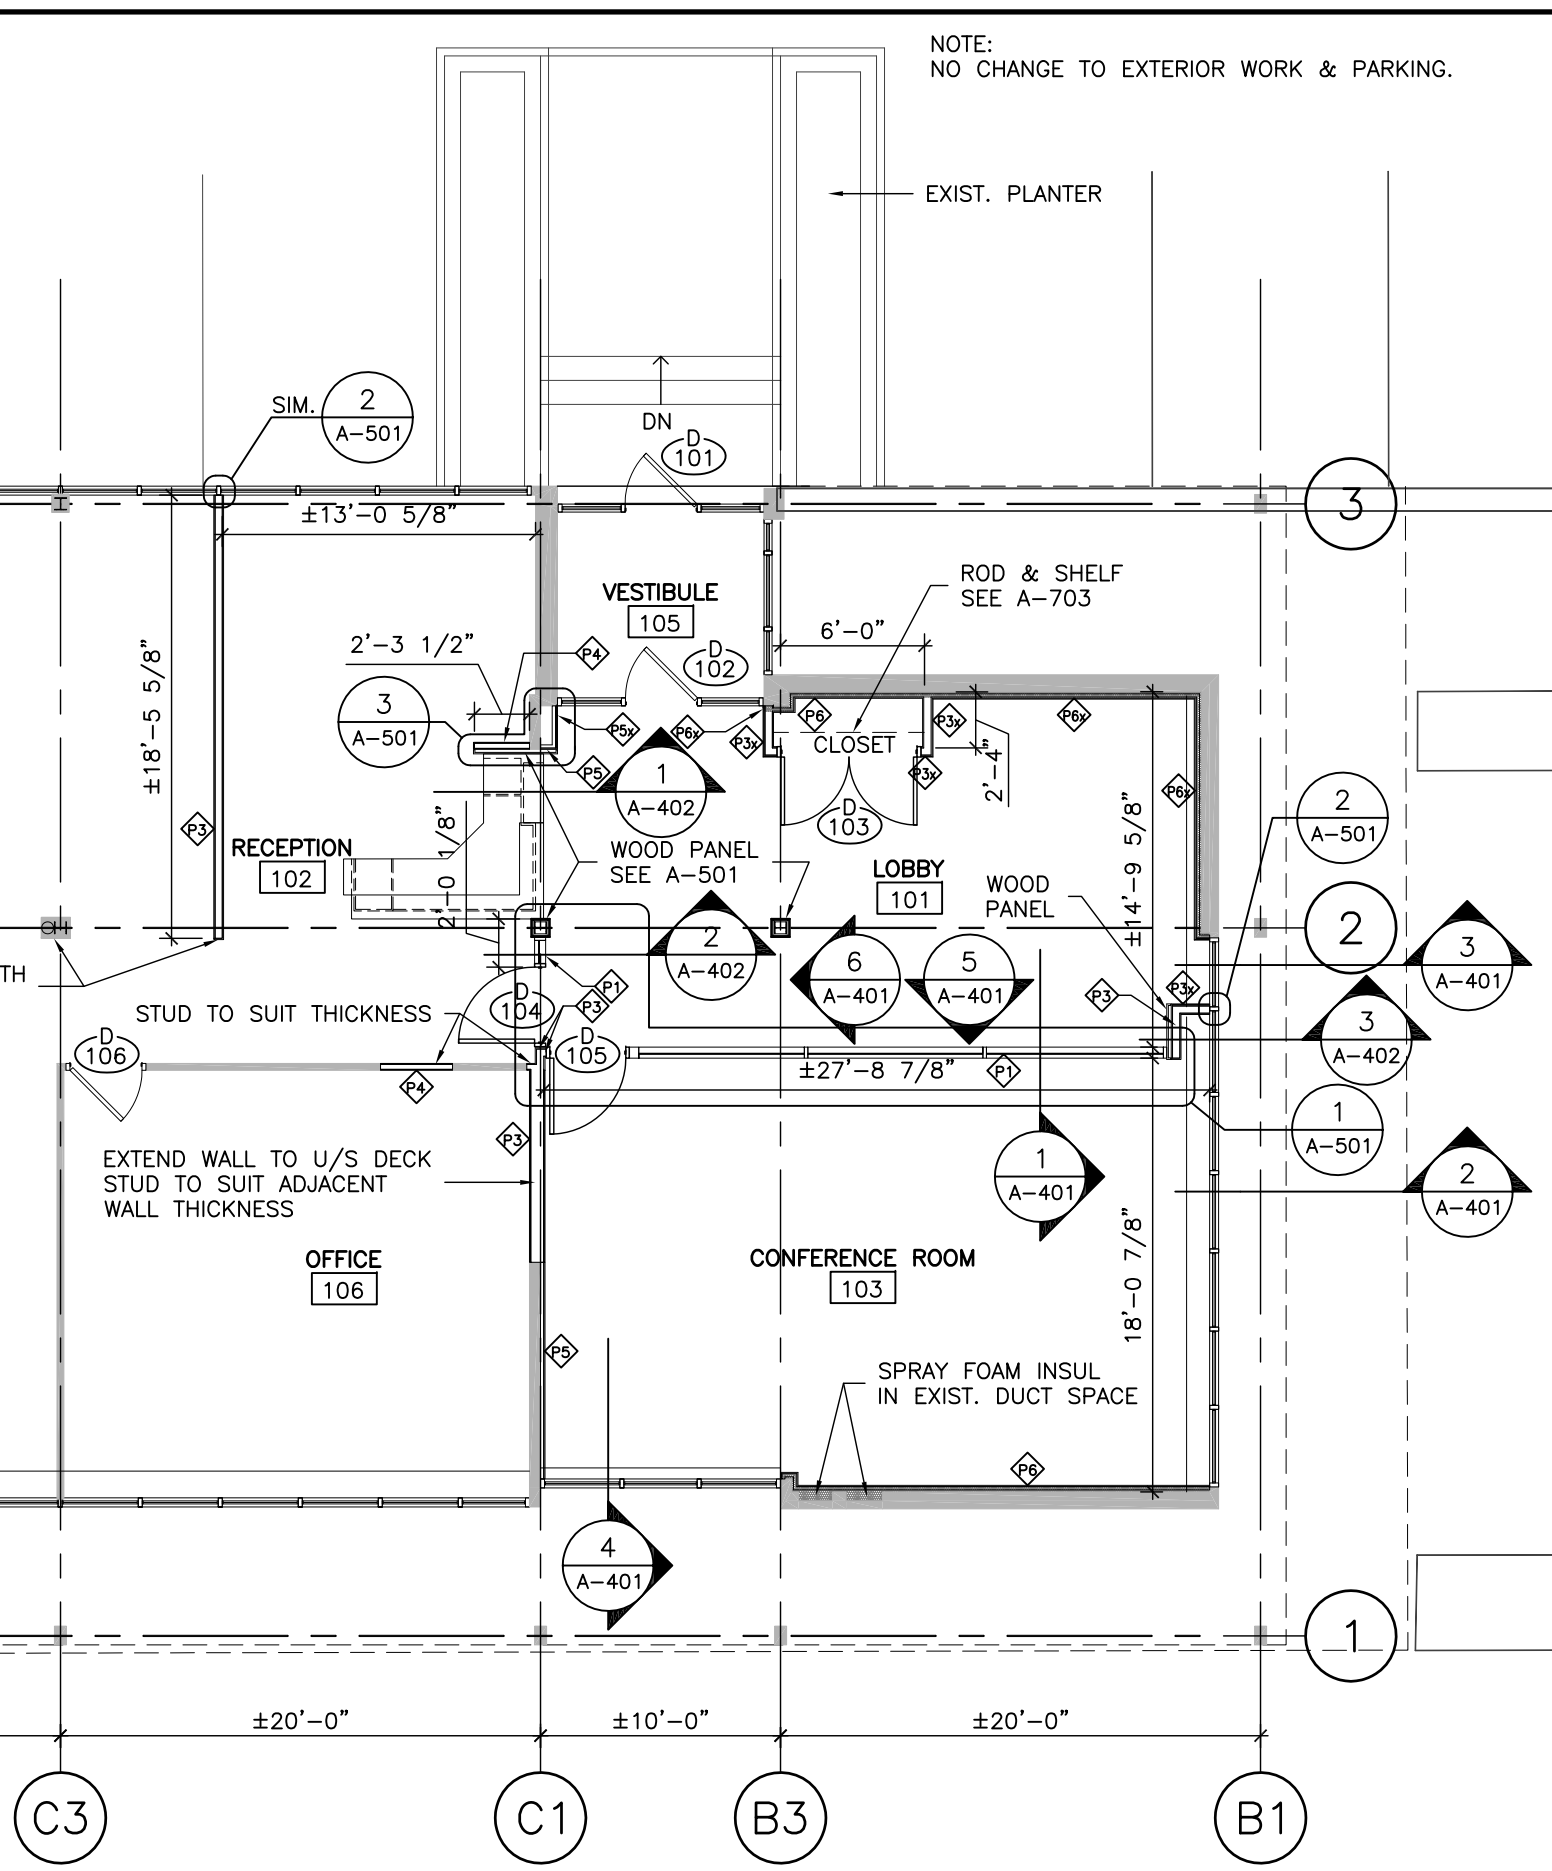 NOTE:
NO CHANGE TO EXTERIOR WORK & PARKING.
EXIST. PLANTER
SIM.
2
A-501
DN
D
101
3
±13'-0 5/8"
VESTIBULE
105
ROD & SHELF
SEE A-703
6'-0"
2'-3 1/2"
P4
D
102
±18'-5 5/8"
3
A-501
P5x
P6x
P3x
P6
P3x
P6x
CLOSET
P5
P3x
2'-4"
1
A-402
P6x
D
103
2
A-501
P3
2'-0 1/8"
±14'-9 5/8"
RECEPTION
102
WOOD PANEL
SEE A-501
LOBBY
101
WOOD
PANEL
2
2
A-402
6
A-401
5
A-401
3
A-401
TH
P1
P3
P3x
P3
D
104
STUD TO SUIT THICKNESS
3
A-402
D
106
D
105
±27'-8 7/8"
P1
P4
P3
1
A-501
EXTEND WALL TO U/S DECK
STUD TO SUIT ADJACENT
WALL THICKNESS
1
A-401
2
A-401
18'-0 7/8"
OFFICE
106
CONFERENCE ROOM
103
P5
SPRAY FOAM INSUL
IN EXIST. DUCT SPACE
P6
4
A-401
1
±20'-0"
±10'-0"
±20'-0"
C3
C1
B3
B1